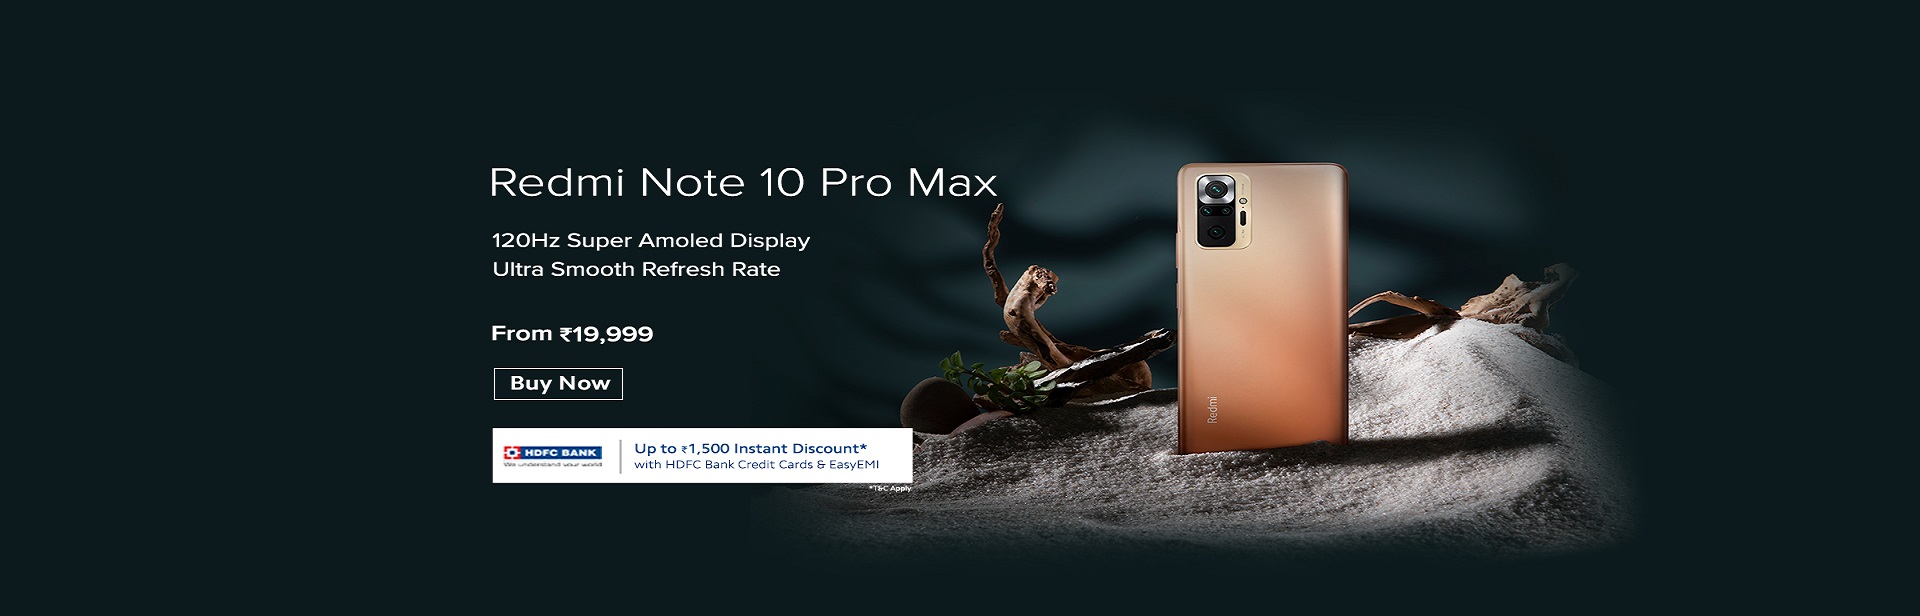 Redmi Note 10 Pro Max
120Hz Super Amoled Display
Ultra Smooth Refresh Rate
From ₹19,999
Buy Now
HDFC BANK
We understand your world
Up to ₹1,500 Instant Discount*
with HDFC Bank Credit Cards & EasyEMI
*T&C Apply
Redmi